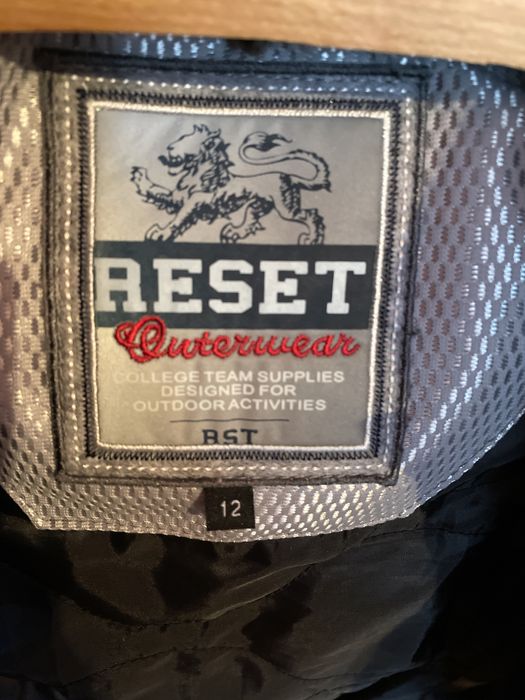 RESET
Outerwear
COLLEGE TEAM SUPPLIES
DESIGNED FOR
OUTDOOR ACTIVITIES
RST
12